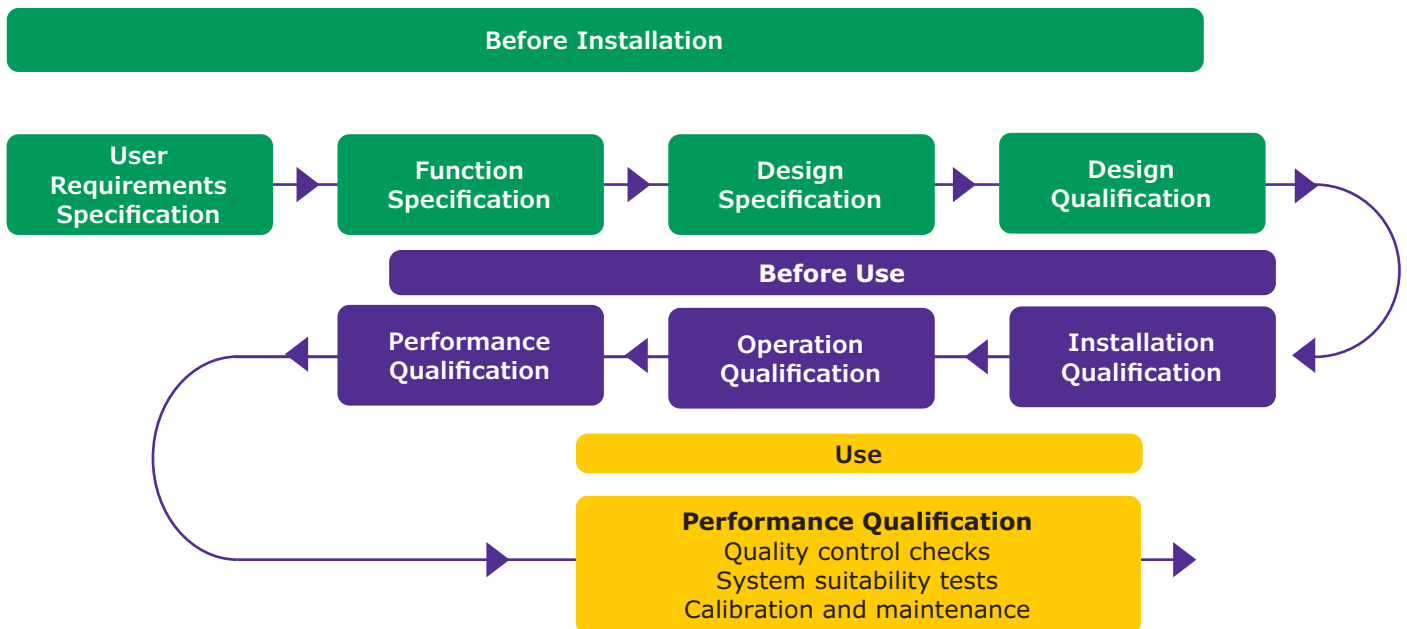 Before Installation
User
Requirements
Specification
Function
Specification
Design
Specification
Design
Qualification
Before Use
Performance
Qualification
Operation
Qualification
Installation
Qualification
Use
Performance Qualification
Quality control checks
System suitability tests
Calibration and maintenance